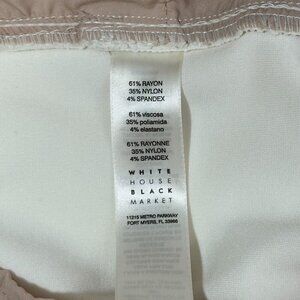 61% RAYON
35% NYLON
4% SPANDEX
61% viscosa
35% poliamida
4% elastano
61% RAYONNE
35% NYLON
4% SPANDEX
WHITE
HOUSE
BLACK
MARKET
11215 METRO PARKWAY
FORT MYERS, FL 33966